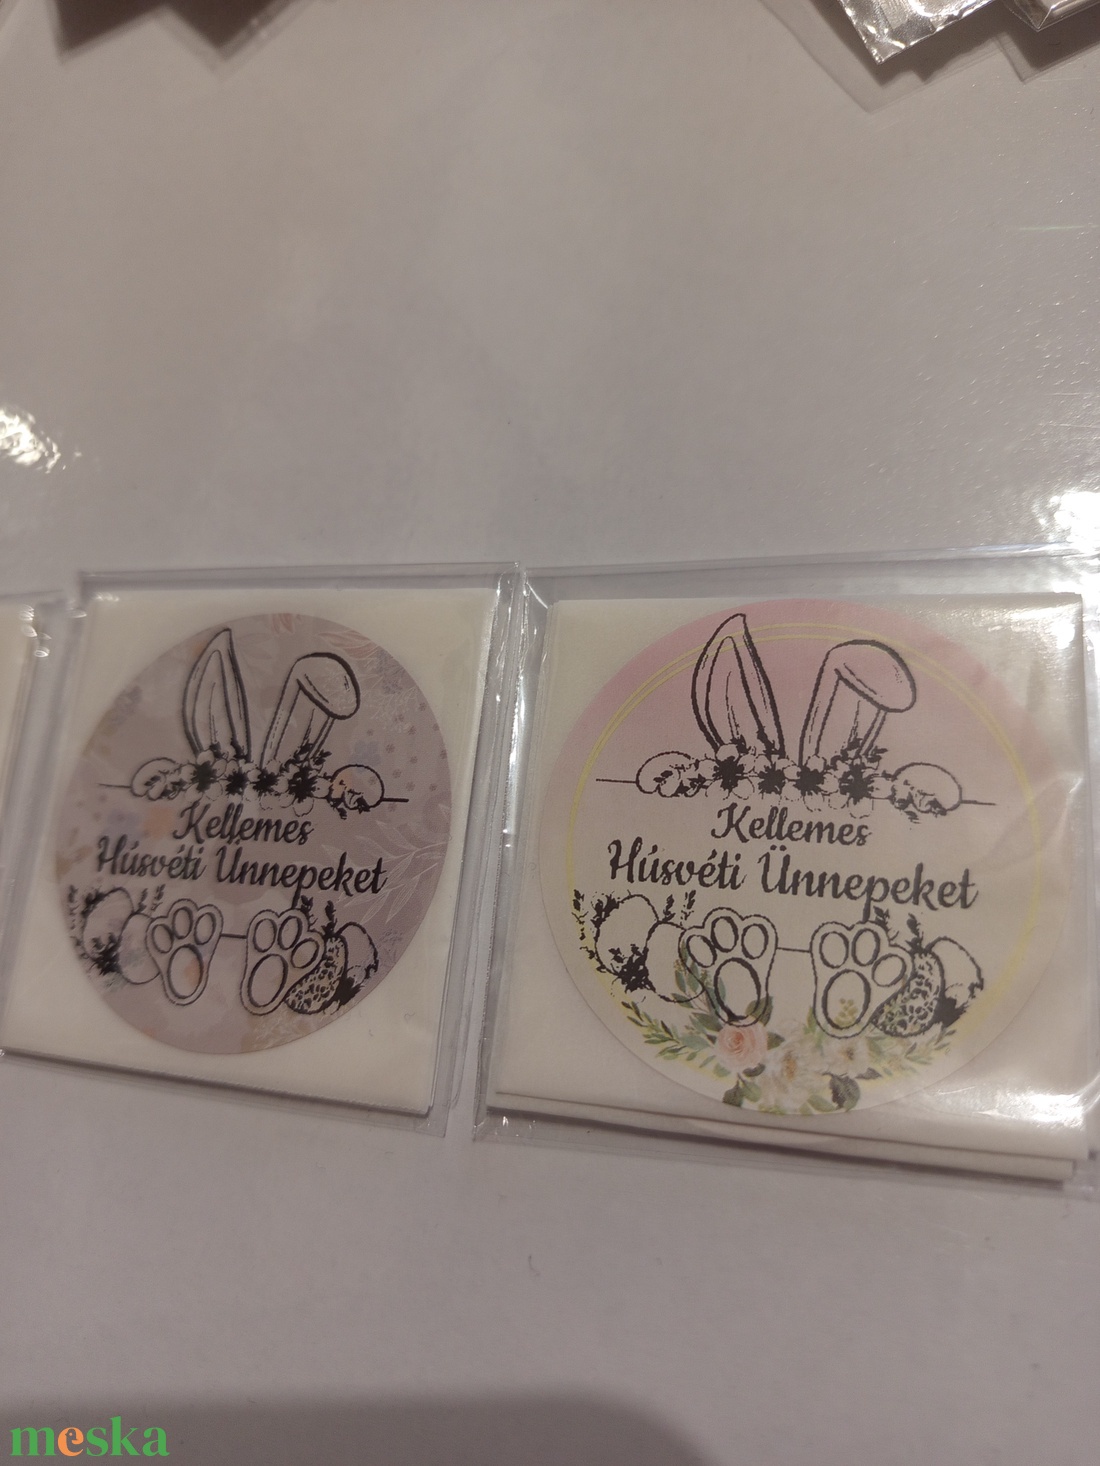 Kellemes
Húsvéti Ünnepeket
Kellemes
Húsvéti Ünnepeket
meska